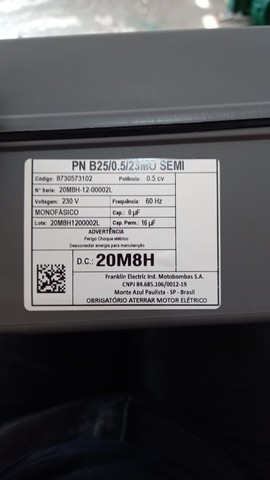 PN B25/0.5/23MO SEMI
Código: 8730573102 Potência: 0.5 cv
N° Serie: 20M8H-12-00002L
Voltagem: 230 V Frequência: 60 Hz
MONOFÁSICO Cap.: 0 µF
Lote: 20M8H1200002L Cap. Perm.: 16 µF
ADVERTÊNCIA
Perigo Choque elétrico
Desconectar energia para manutenção
D.C.: 20M8H
Franklin Electric Ind. Motobombas S.A.
CNPJ 84.685.106/0012-19
Monte Azul Paulista - SP - Brasil
OBRIGATÓRIO ATERRAR MOTOR ELÉTRICO